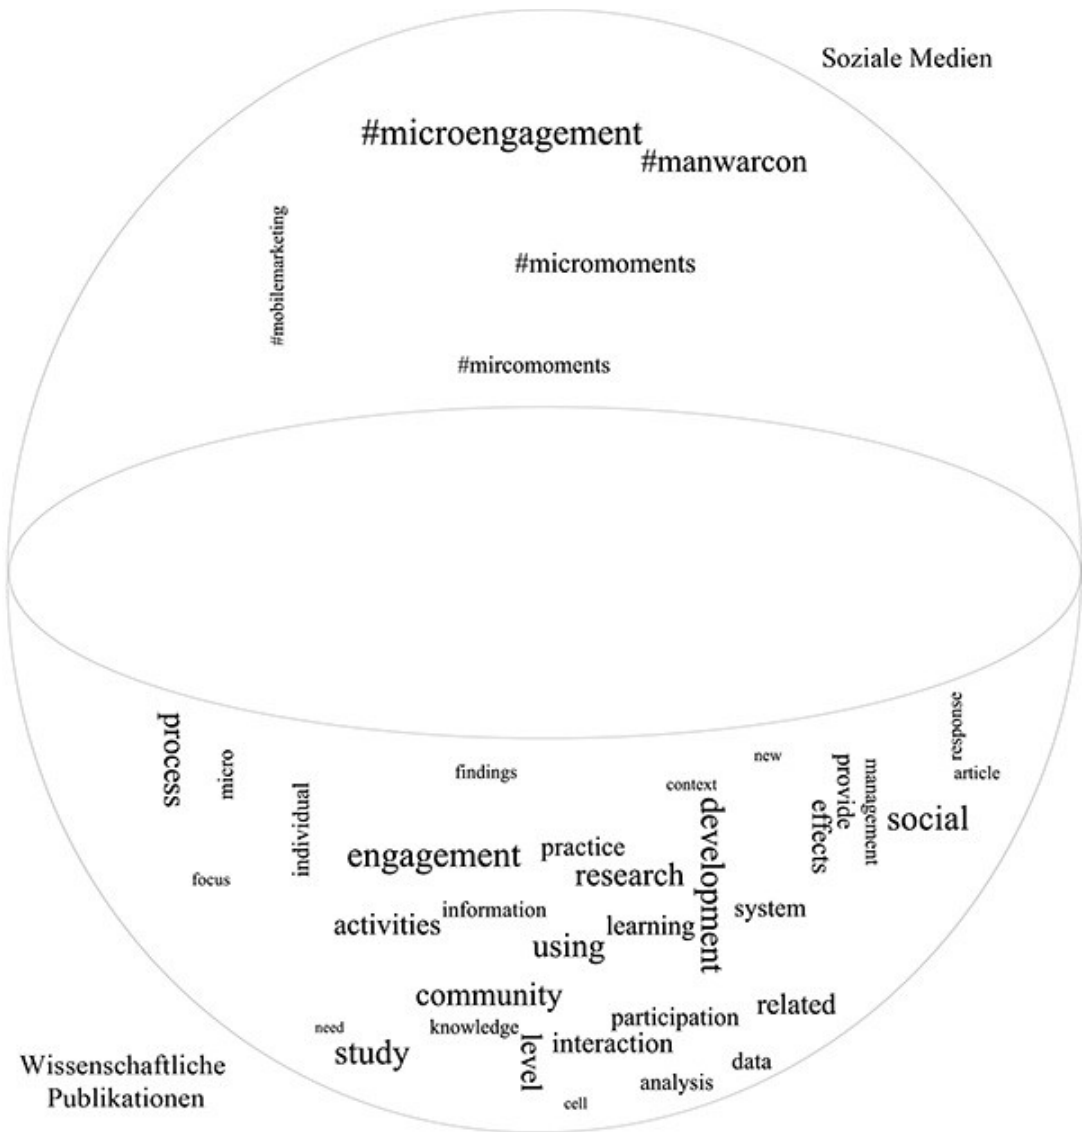 Soziale Medien
#microengagement
#manwarcon
#mobilemarketing
#micromoments
#mircomoments
process
micro
individual
findings
focus
new
context
response
article
provide
management
effects
social
development
engagement
practice
research
activities
information
learning
system
using
community
participation
related
need
knowledge
study
level
interaction
data
analysis
cell
Wissenschaftliche
Publikationen